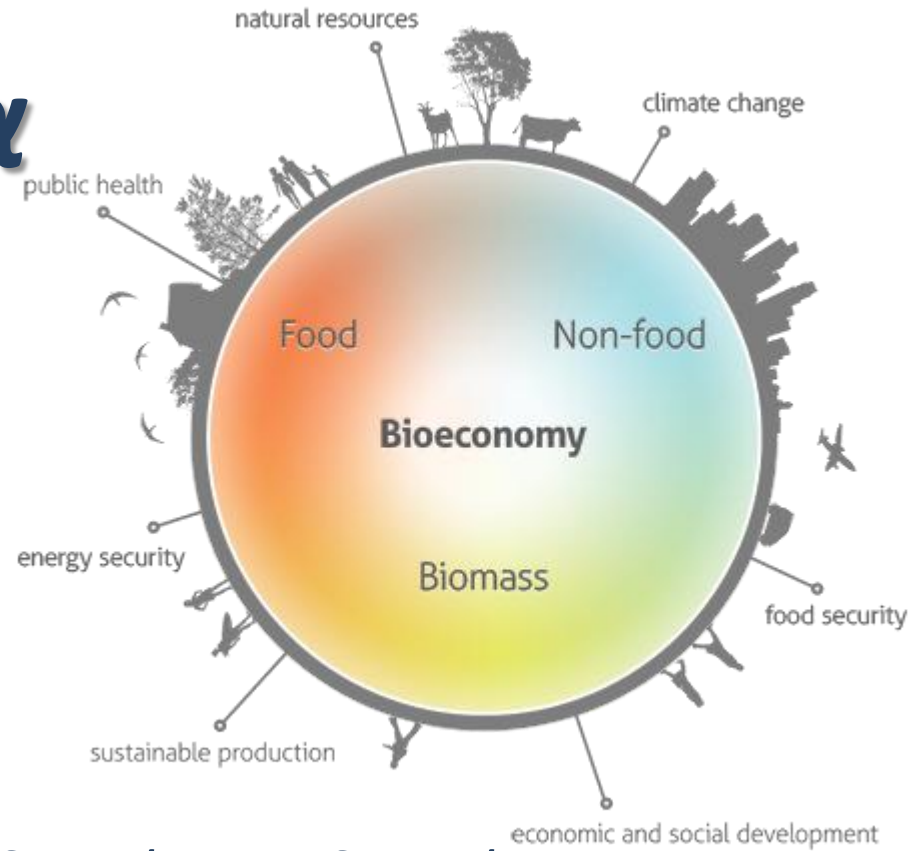 natural resources
climate change
public health
Food
Non-food
Bioeconomy
energy security
Biomass
food security
sustainable production
economic and social development